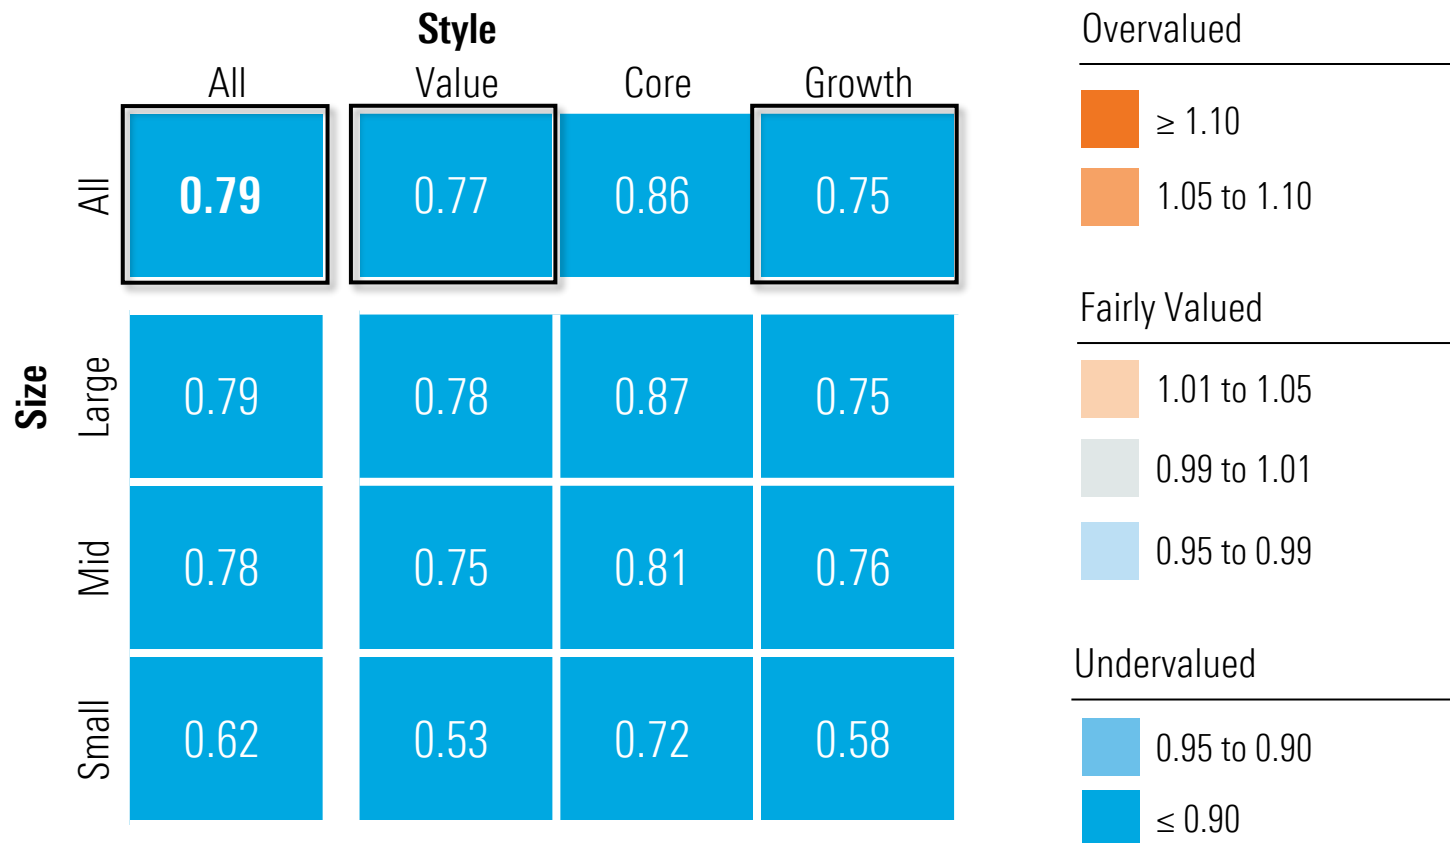 Style
All Value Core Growth
All 0.79 0.77 0.86 0.75
Size
Large 0.79 0.78 0.87 0.75
Mid 0.78 0.75 0.81 0.76
Small 0.62 0.53 0.72 0.58
Overvalued
≥ 1.10
1.05 to 1.10
Fairly Valued
1.01 to 1.05
0.99 to 1.01
0.95 to 0.99
Undervalued
0.95 to 0.90
≤ 0.90